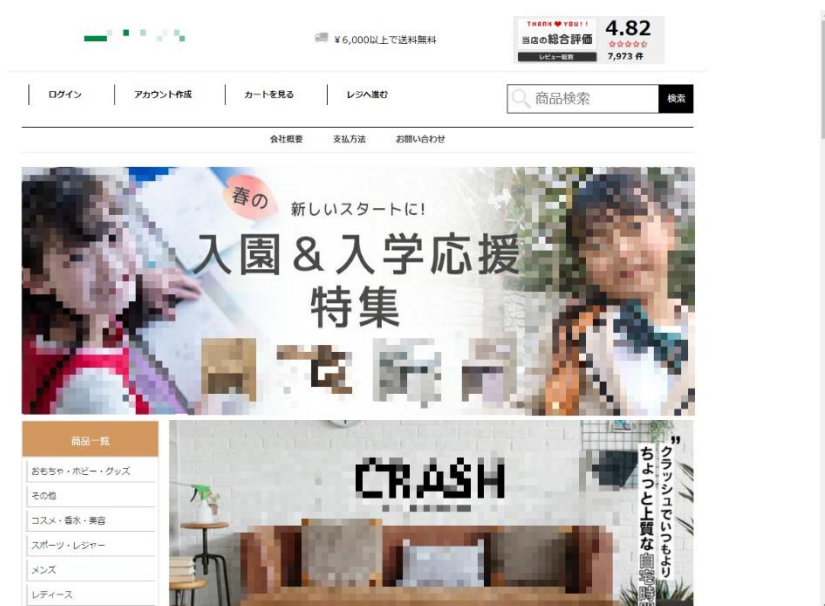 ¥6,000以上で送料無料
THANK♥YOU!!
当店の総合評価
レビュー総数
4.82
7,973 件
ログイン
アカウント作成
カートを見る
レジへ進む
商品検索
検索
会社概要
支払方法
お問い合わせ
春の
新しいスタートに!
入園&入学応援
特集
商品一覧
おもちゃ・ホビー・グッズ
その他
コスメ・香水・美容
スポーツ・レジャー
メンズ
レディース
CRASH
クラッシュでいつもより
ちょっと上質な自宅時